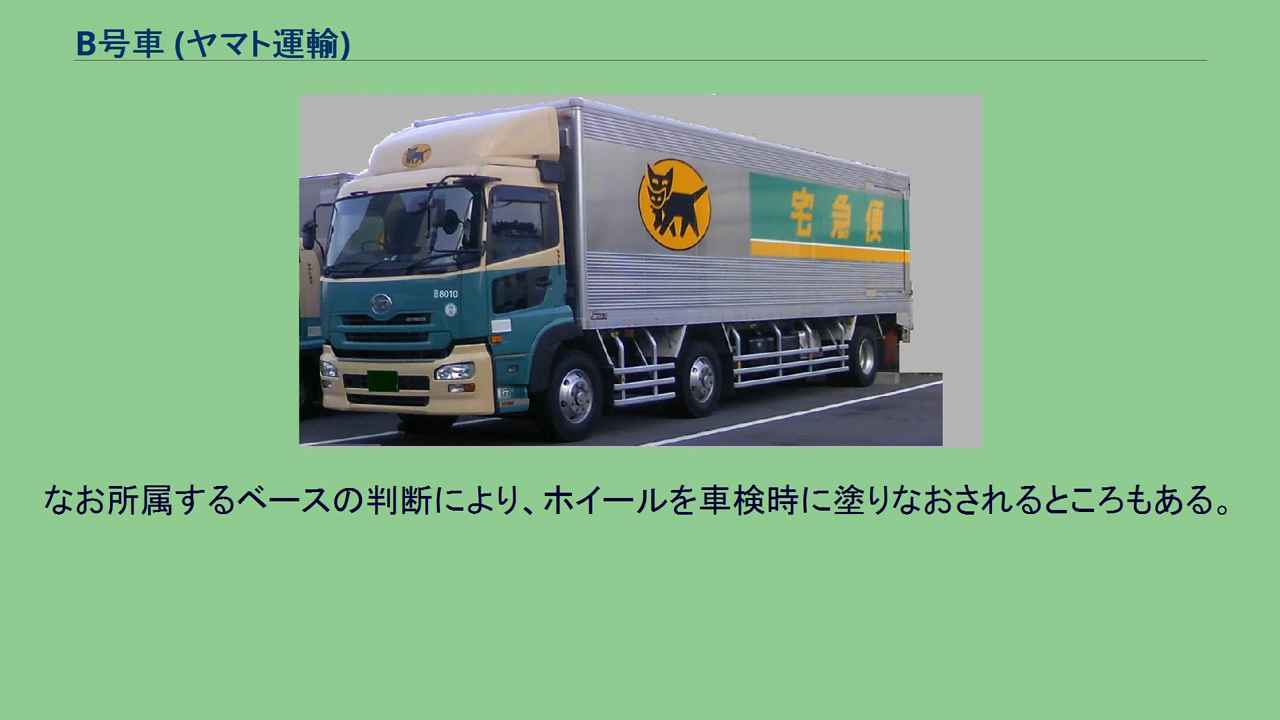 B号車 (ヤマト運輸)
宅急便
B8010
なお所属するベースの判断により、ホイールを車検時に塗りなおされるところもある。